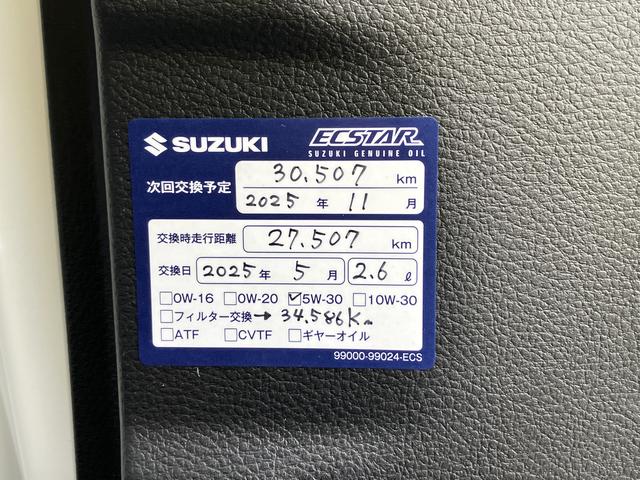 SUZUKI ECSTAR
SUZUKI GENUINE OIL
次回交換予定 30.507 km
2025 年 11 月
交換時走行距離 27.507 km
交換日 2025 年 5 月 2.6 ℓ
□0W-16 □0W-20 ☑5W-30 □10W-30
□フィルター交換→34.586Km
□ATF □CVTF □ギヤーオイル
99000-99024-ECS